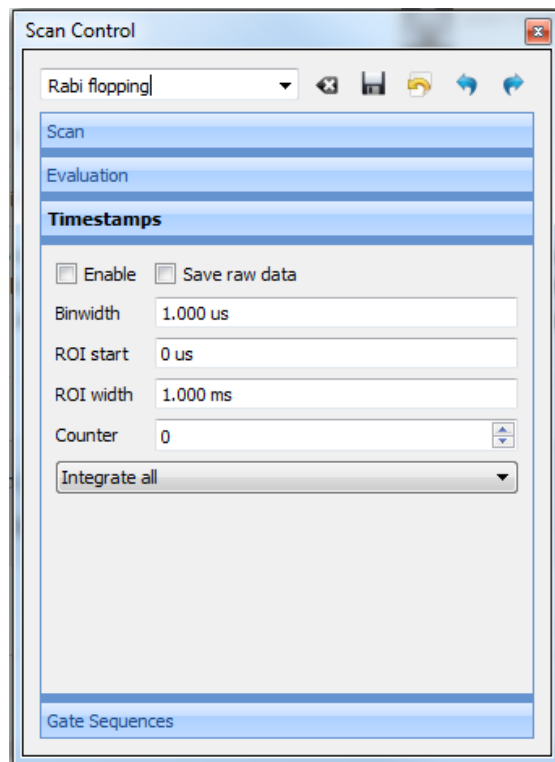 Scan Control
Rabi flopping
Scan
Evaluation
Timestamps
Enable Save raw data
Binwidth 1.000 us
ROI start 0 us
ROI width 1.000 ms
Counter 0
Integrate all
Gate Sequences